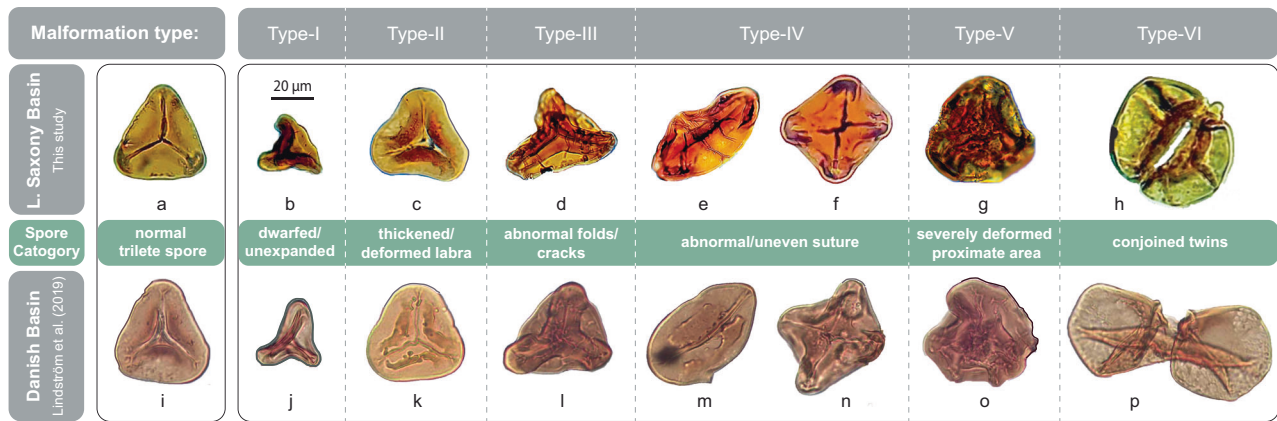 Malformation type:
Type-I
Type-II
Type-III
Type-IV
Type-V
Type-VI
L. Saxony Basin
This study
20 µm
a
b
c
d
e
f
g
h
Spore
Catogory
normal
trilete spore
dwarfed/
unexpanded
thickened/
deformed labra
abnormal folds/
cracks
abnormal/uneven suture
severely deformed
proximate area
conjoined twins
Danish Basin
Lindström et al. (2019)
i
j
k
l
m
n
o
p